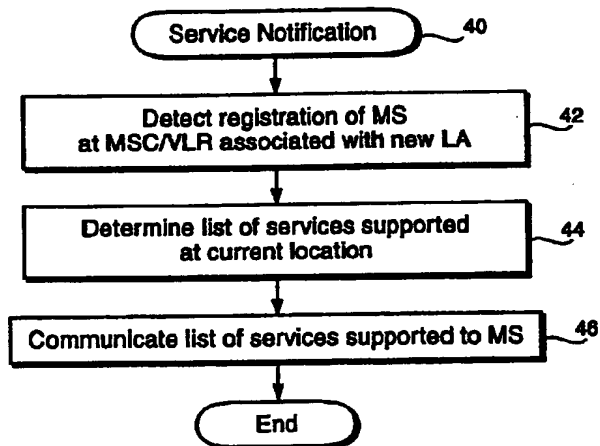 Service Notification
40
Detect registration of MS
at MSC/VLR associated with new LA
42
Determine list of services supported
at current location
44
Communicate list of services supported to MS
46
End